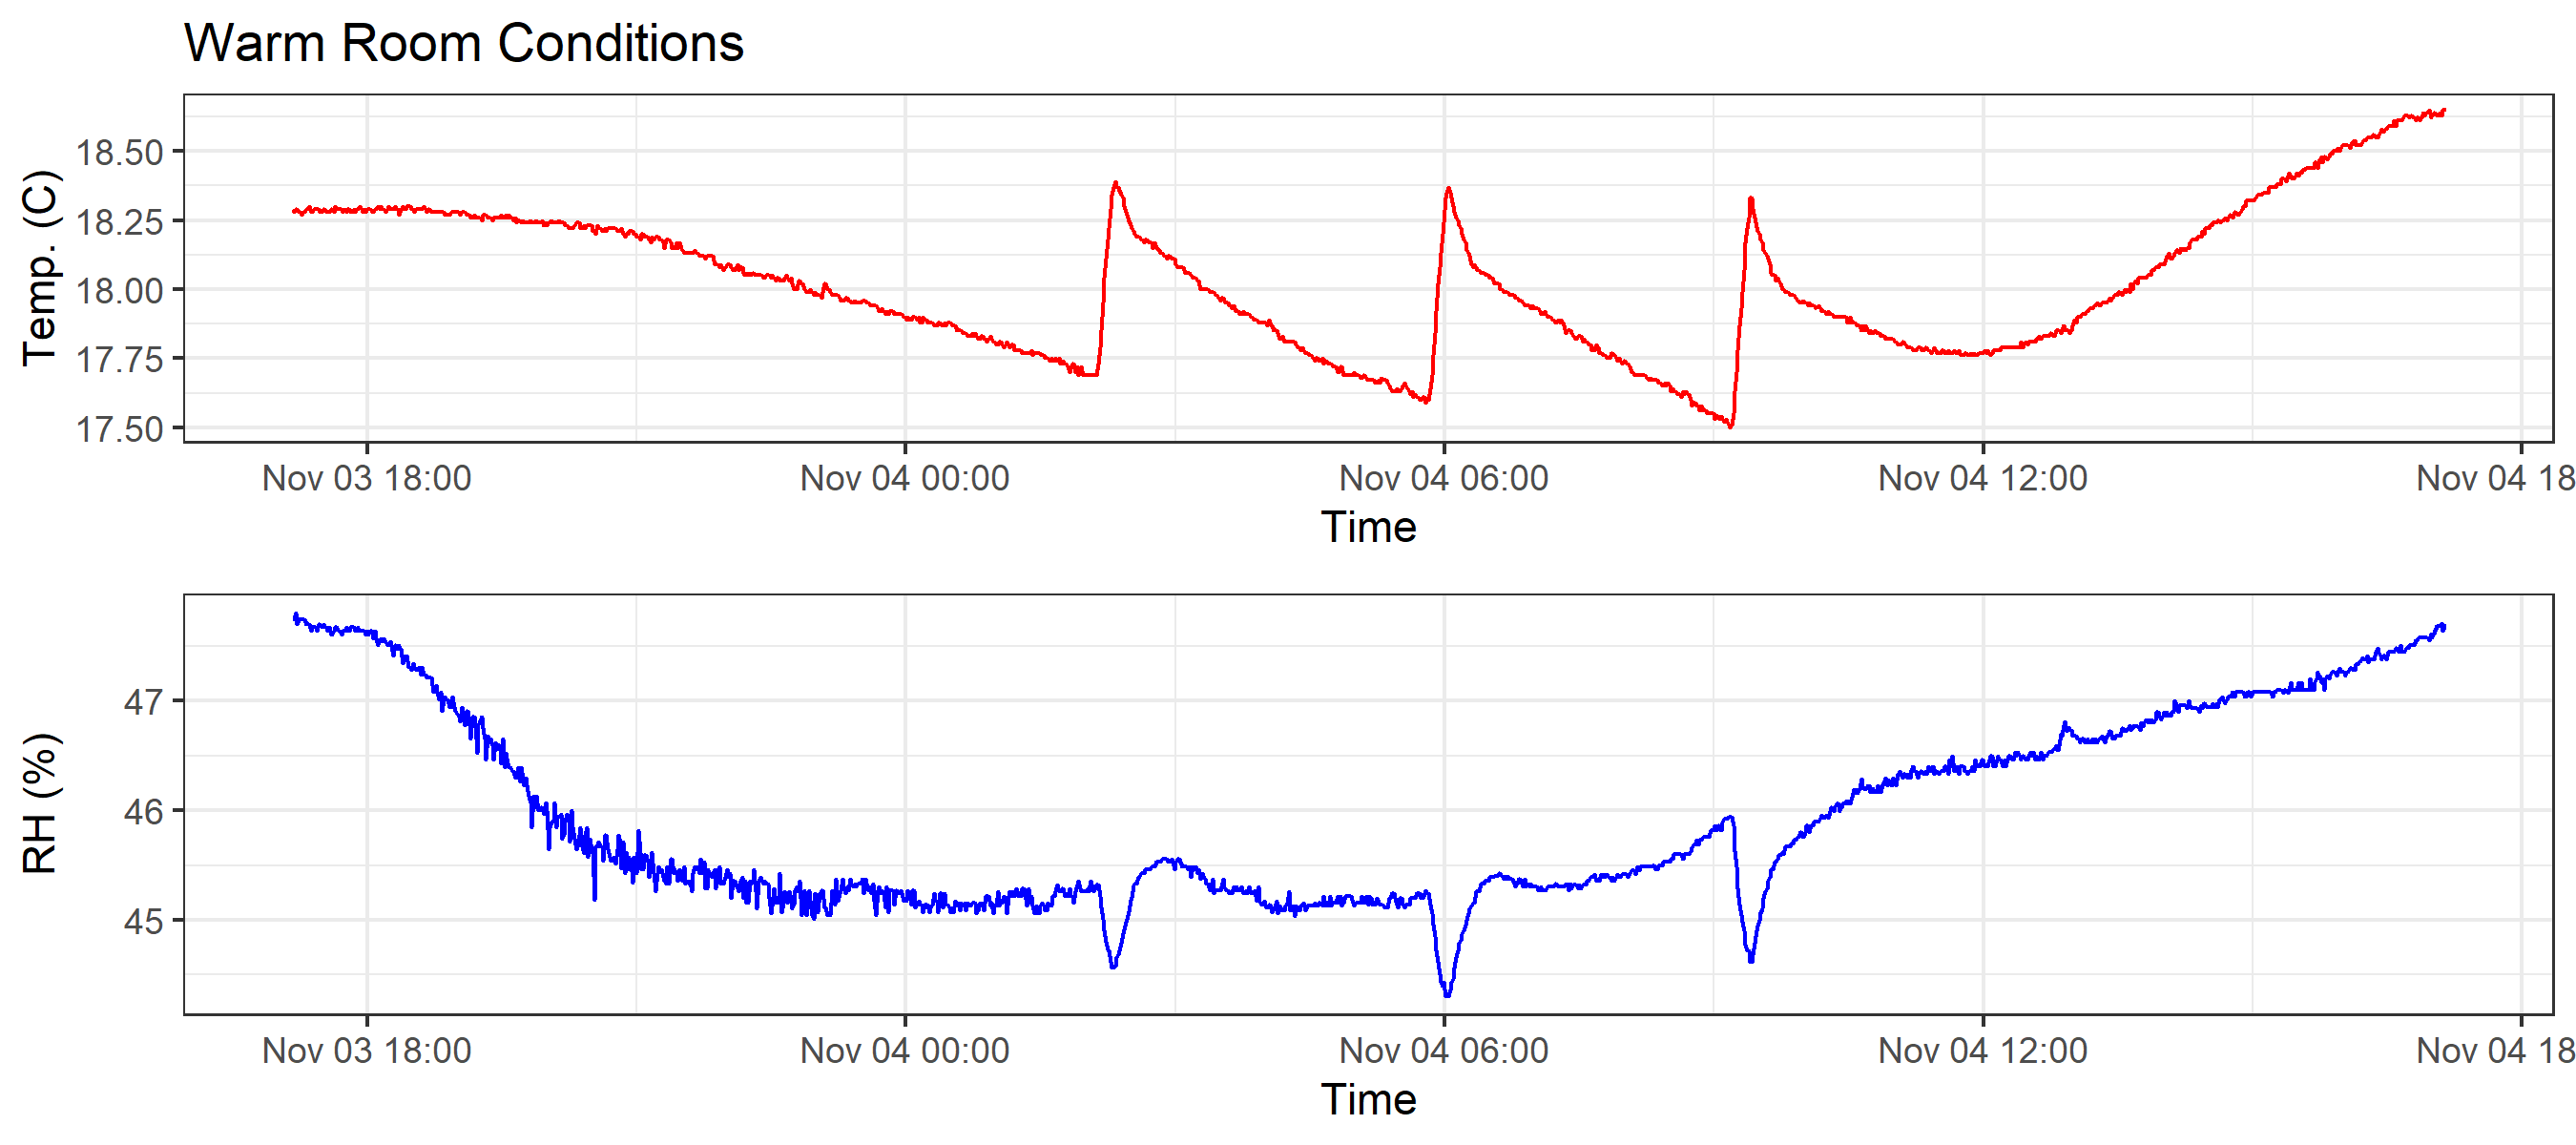 Warm Room Conditions
Temp. (C)
18.50
18.25
18.00
17.75
17.50
Nov 03 18:00 Nov 04 00:00 Nov 04 06:00 Nov 04 12:00 Nov 04 18
Time
RH (%)
47
46
45
Nov 03 18:00 Nov 04 00:00 Nov 04 06:00 Nov 04 12:00 Nov 04 18
Time